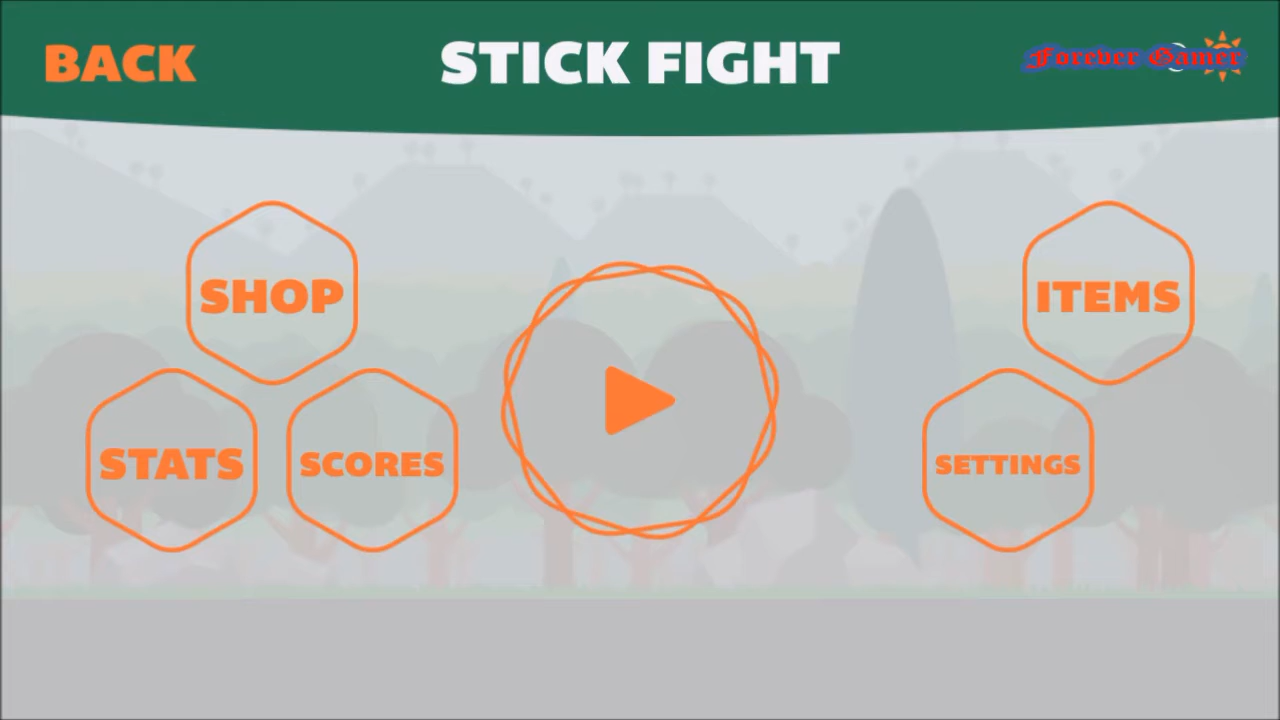 BACK
STICK FIGHT
Forever Gamer
SHOP
ITEMS
STATS
SCORES
SETTINGS